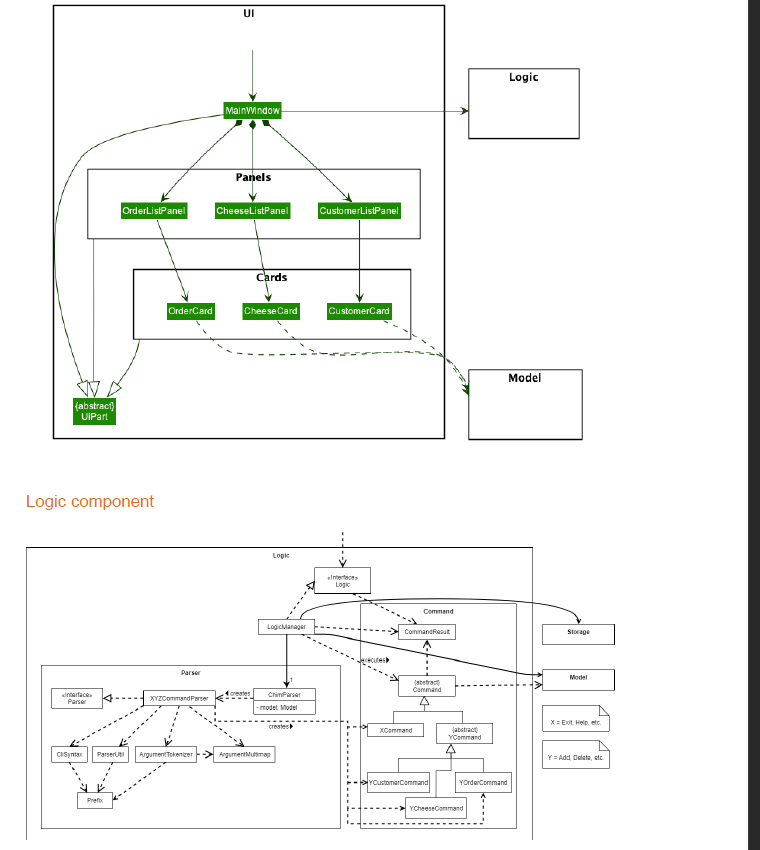 UI
Logic
MainWindow
Panels
OrderListPanel
CheeseListPanel
CustomerListPanel
Cards
OrderCard
CheeseCard
CustomerCard
Model
{abstract}
UiPart
Logic component
Logic
«Interface»
Logic
Command
LogicManager
CommandResult
Storage
executes
Parser
{abstract}
Command
Model
«Interface»
Parser
XYZCommandParser
creates
1
ChimParser
- model: Model
creates
XCommand
{abstract}
YCommand
X = Exit, Help, etc.
CliSyntax
ParserUtil
ArgumentTokenizer
ArgumentMultimap
Y = Add, Delete, etc.
YCustomerCommand
YOrderCommand
Prefix
YCheeseCommand